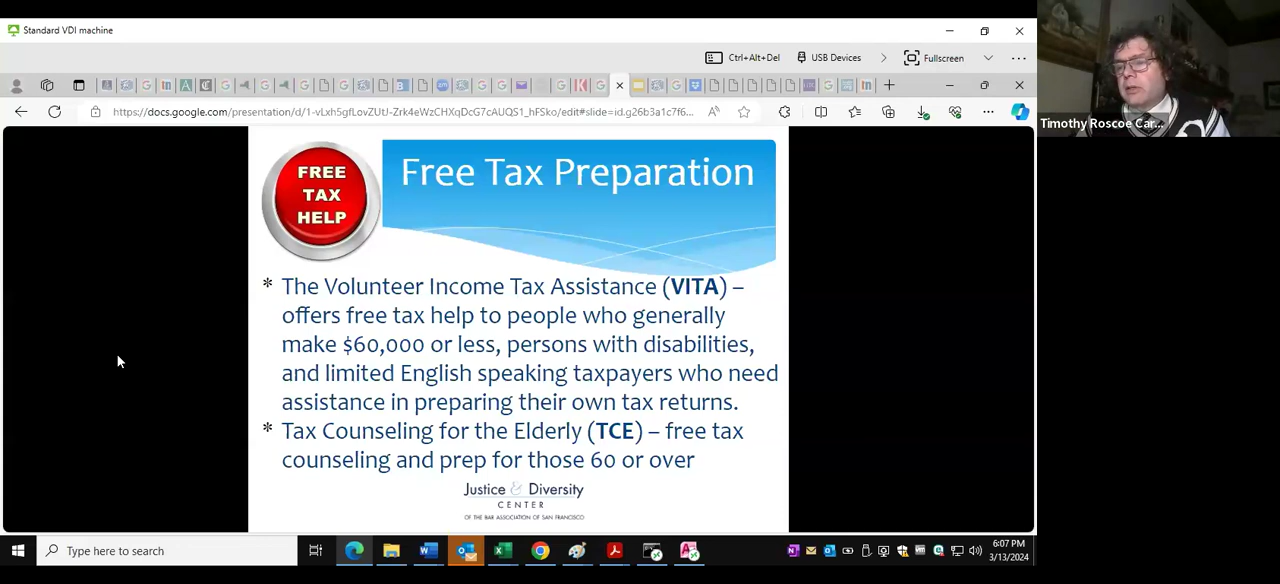 Standard VDI machine
Ctrl+Alt+Del
USB Devices
Fullscreen
https://docs.google.com/presentation/d/1-vLxh5gfLovZUtJ-Zrk4eWzCHXqDcG7cAUQS1_hFSko/edit#slide=id.g26b3a1c7f6...
Timothy Roscoe Car...
FREE
TAX
HELP
Free Tax Preparation
* The Volunteer Income Tax Assistance (VITA) –
offers free tax help to people who generally
make $60,000 or less, persons with disabilities,
and limited English speaking taxpayers who need
assistance in preparing their own tax returns.
* Tax Counseling for the Elderly (TCE) – free tax
counseling and prep for those 60 or over
Justice & Diversity
CENTER
OF THE BAR ASSOCIATION OF SAN FRANCISCO
Type here to search
6:07 PM
3/13/2024